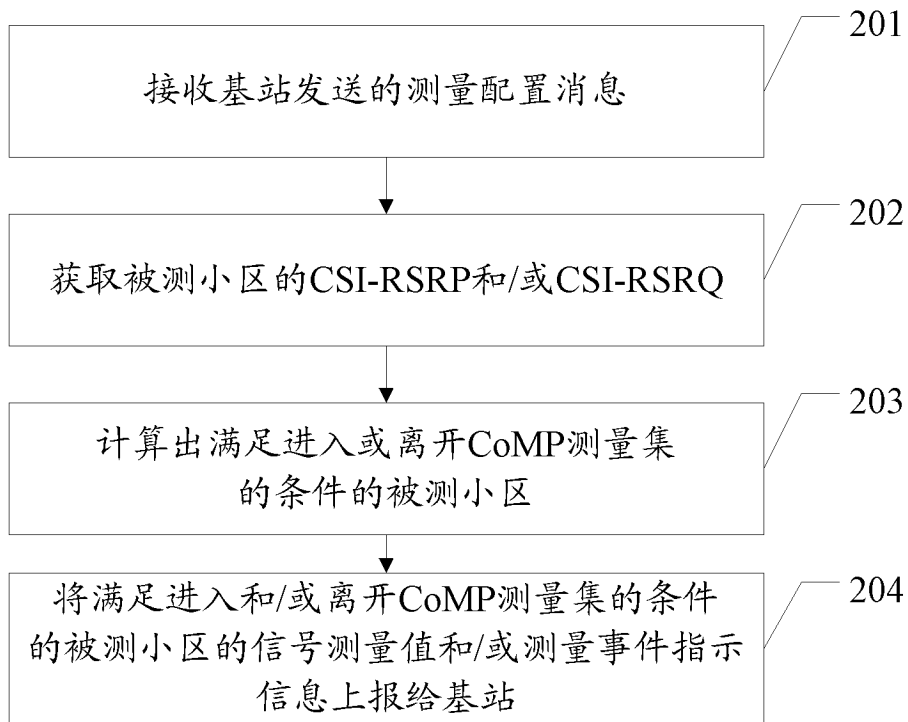 接收基站发送的测量配置消息
201
获取被测小区的CSI-RSRP和/或CSI-RSRQ
202
计算出满足进入或离开CoMP测量集
的条件的被测小区
203
将满足进入和/或离开CoMP测量集的条件
的被测小区的信号测量值和/或测量事件指示
信息上报给基站
204